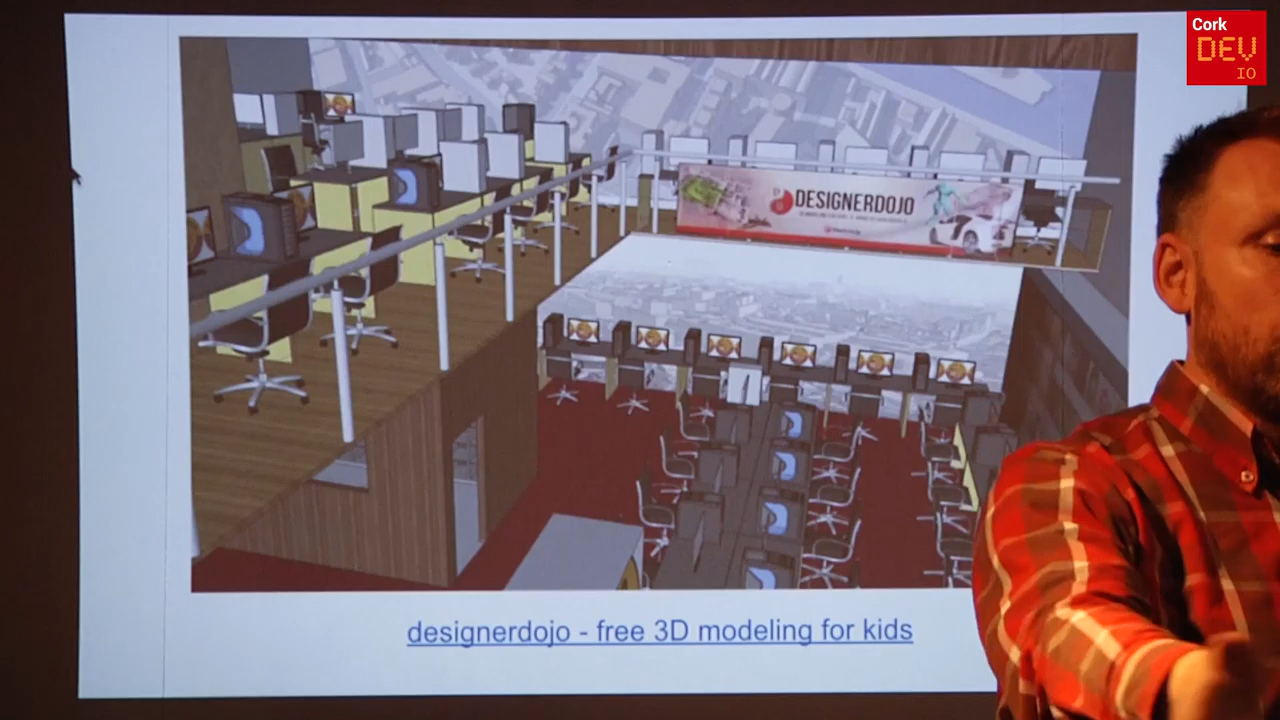 Cork
DEV
IO
DESIGNERDOJO
designerdojo - free 3D modeling for kids